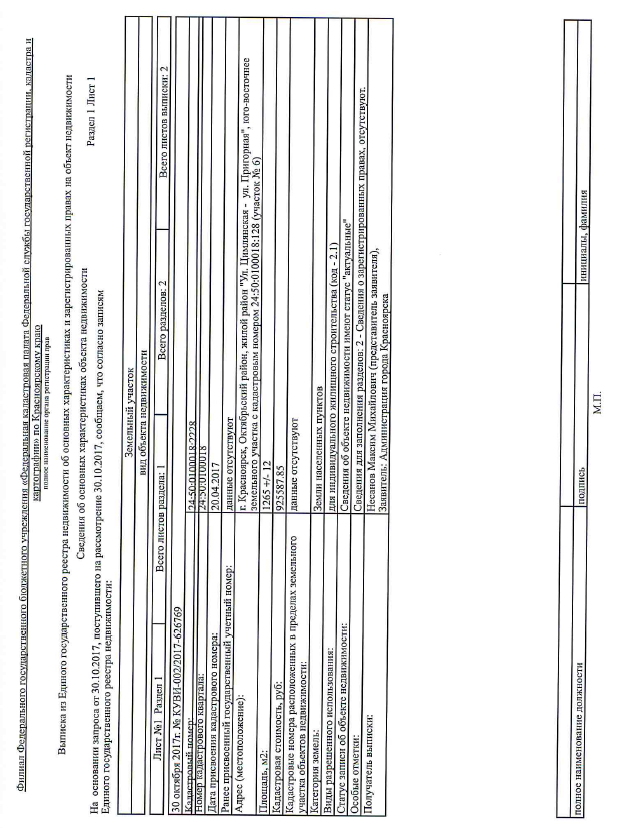 Филиал Федерального государственного бюджетного учреждения «Федеральная кадастровая палата Федеральной службы государственной регистрации, кадастра и
картографии» по Красноярскому краю
полное наименование органа регистрации прав
Выписка из Единого государственного реестра недвижимости об основных характеристиках и зарегистрированных правах на объект недвижимости
Сведения об основных характеристиках объекта недвижимости
Раздел 1 Лист 1
На основании запроса от 30.10.2017, поступившего на рассмотрение 30.10.2017, сообщаем, что согласно записям
Единого государственного реестра недвижимости:
Земельный участок
вид объекта недвижимости
Лист №1 Раздел 1 Всего листов раздела: 1 Всего разделов: 2 Всего листов выписки: 2
30 октября 2017г. № КУВИ-002/2017-626769
Кадастровый номер: 24:50:0100018:2228
Номер кадастрового квартала: 24:50:0100018
Дата присвоения кадастрового номера: 20.04.2017
Ранее присвоенный государственный учетный номер: данные отсутствуют
Адрес (местоположение): г. Красноярск, Октябрьский район, жилой район "Ул. Цимлянская - ул. Пригорная", юго-восточнее
земельного участка с кадастровым номером 24:50:0100018:128 (участок № 6)
Площадь, м2: 1265 +/- 12
Кадастровая стоимость, руб: 925587.85
Кадастровые номера расположенных в пределах земельного
участка объектов недвижимости: данные отсутствуют
Категория земель: Земли населенных пунктов
Виды разрешенного использования: для индивидуального жилищного строительства (код - 2.1)
Статус записи об объекте недвижимости: Сведения об объекте недвижимости имеют статус "актуальные"
Особые отметки: Сведения для заполнения разделов: 2 - Сведения о зарегистрированных правах, отсутствуют.
Получатель выписки: Несанов Максим Михайлович (представитель заявителя),
Заявитель: Администрация города Красноярска
полное наименование должности подпись инициалы, фамилия
М.П.